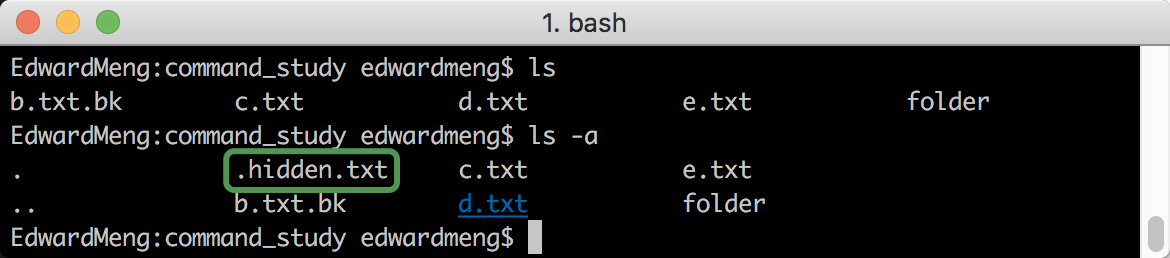 1. bash
EdwardMeng:command_study edwardmeng$ ls
b.txt.bk c.txt d.txt e.txt folder
EdwardMeng:command_study edwardmeng$ ls -a
. .hidden.txt c.txt e.txt
.. b.txt.bk d.txt folder
EdwardMeng:command_study edwardmeng$